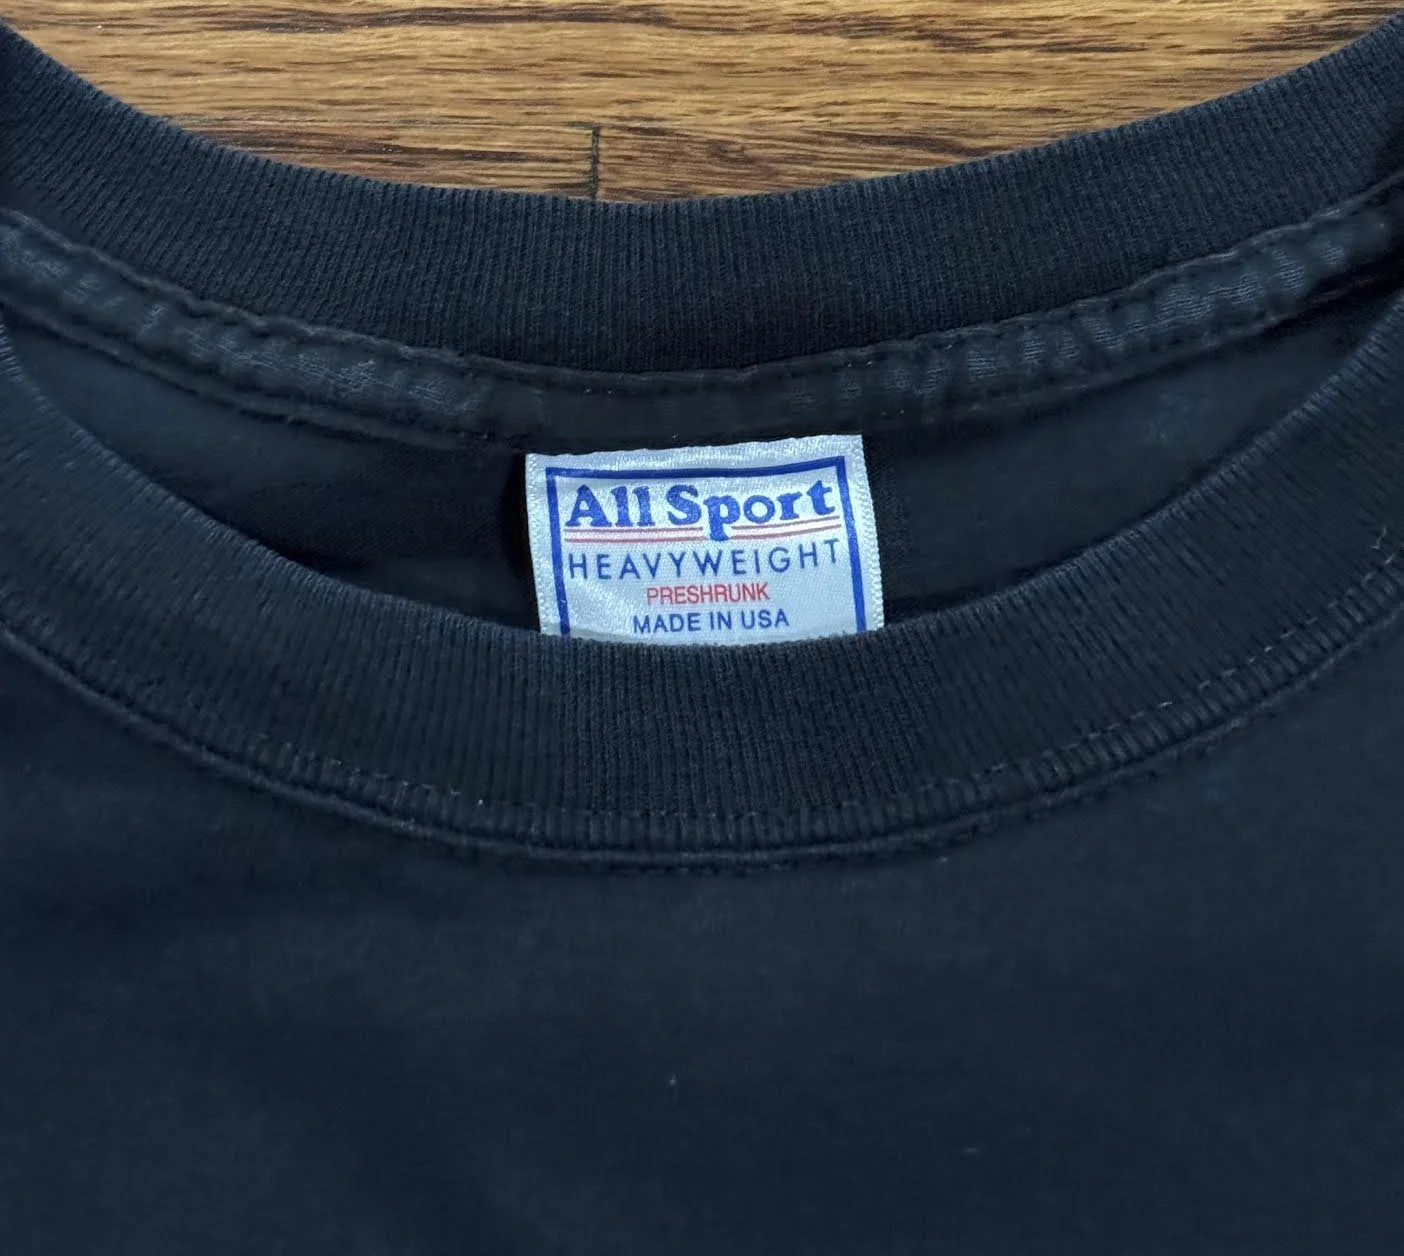 All Sport
HEAVYWEIGHT
PRESHRUNK
MADE IN USA